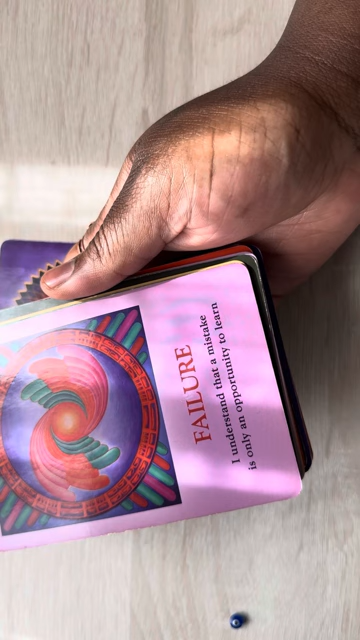 FAILURE
I understand that a mistake
is only an opportunity to learn